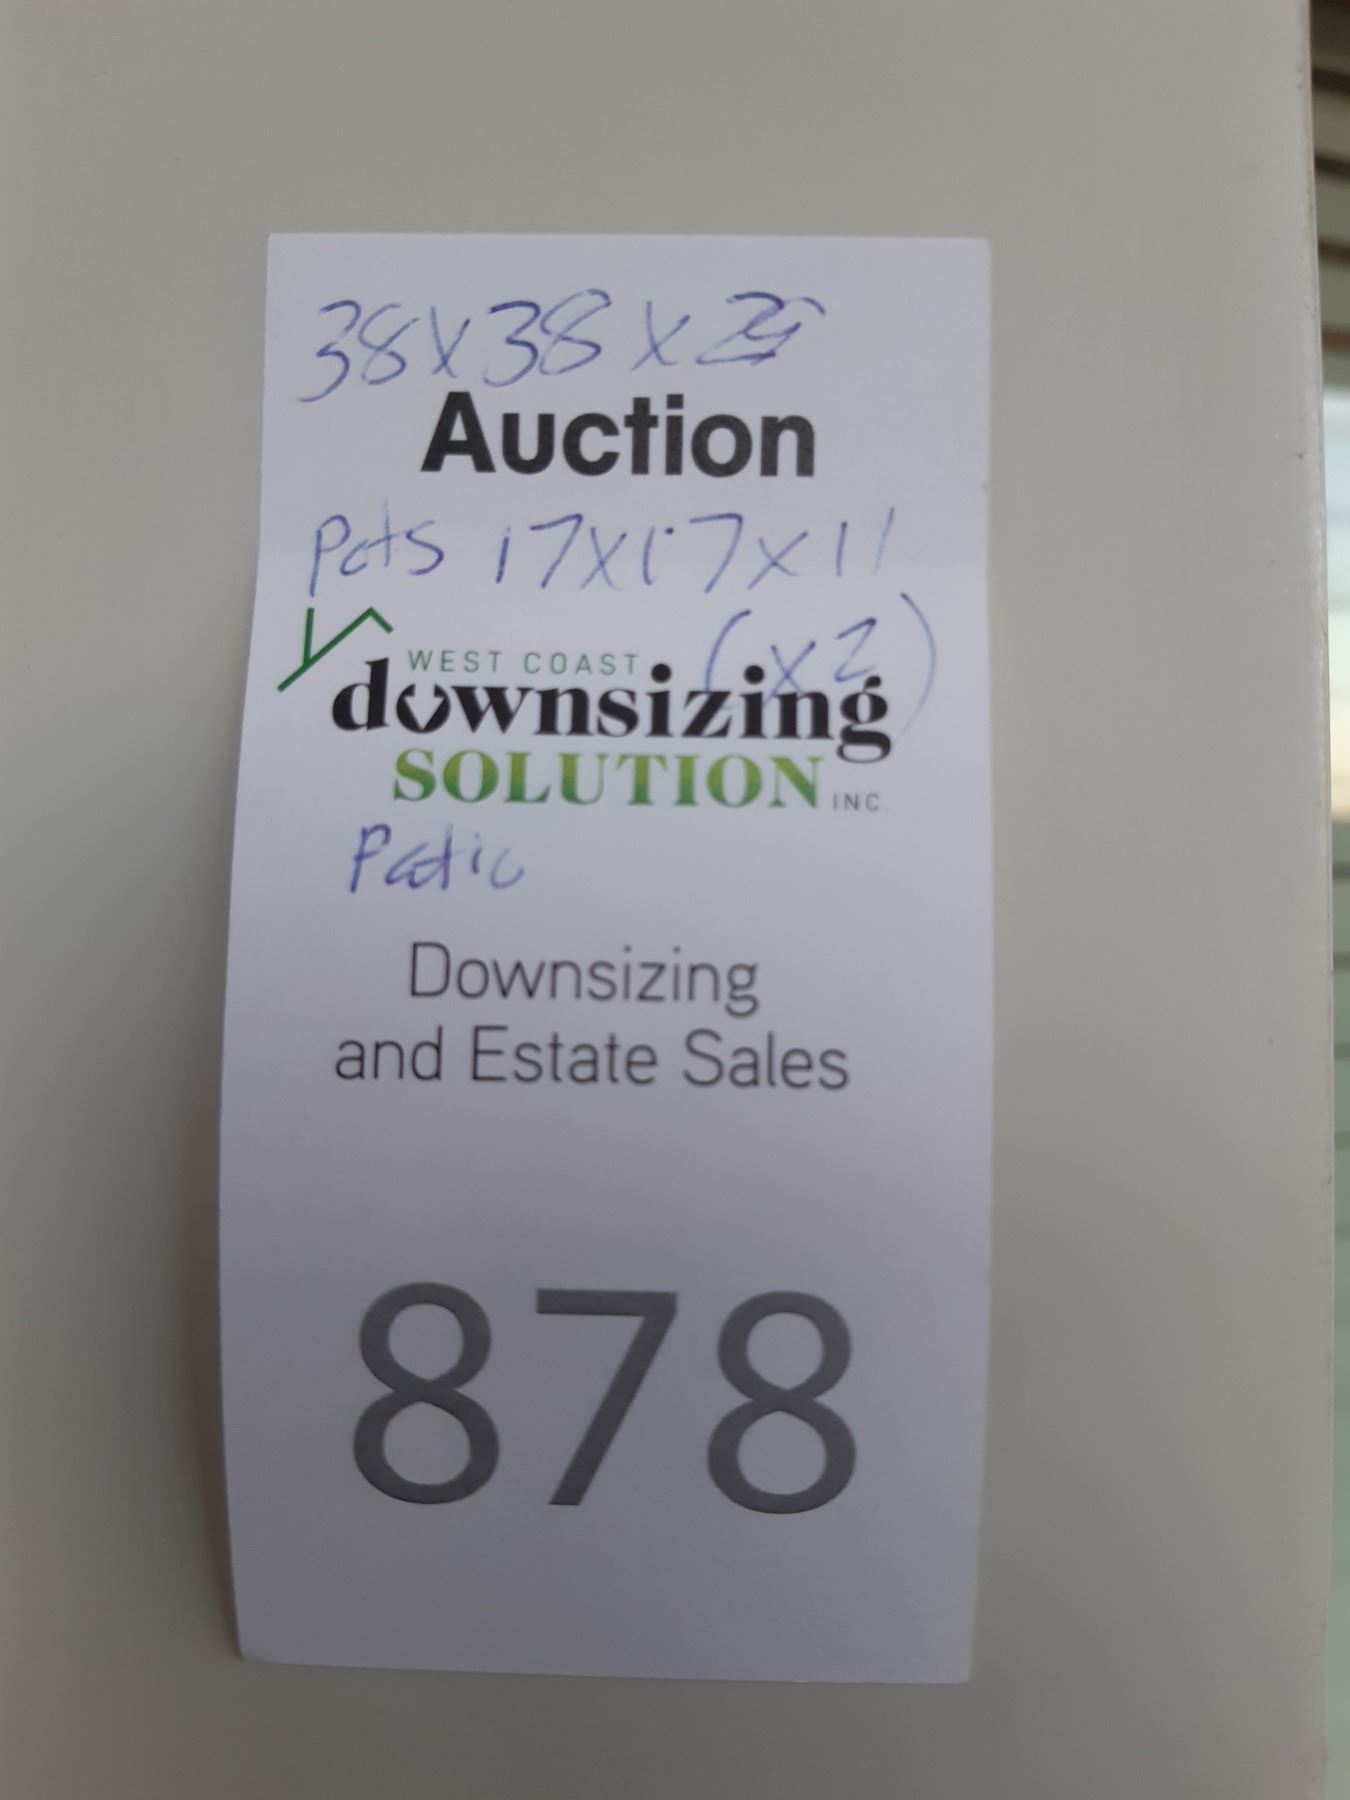 38x38x
Auction
Pots 17x17x11
(x2)
WEST COAST
downsizing
SOLUTION INC.
Patio
Downsizing
and Estate Sales
878